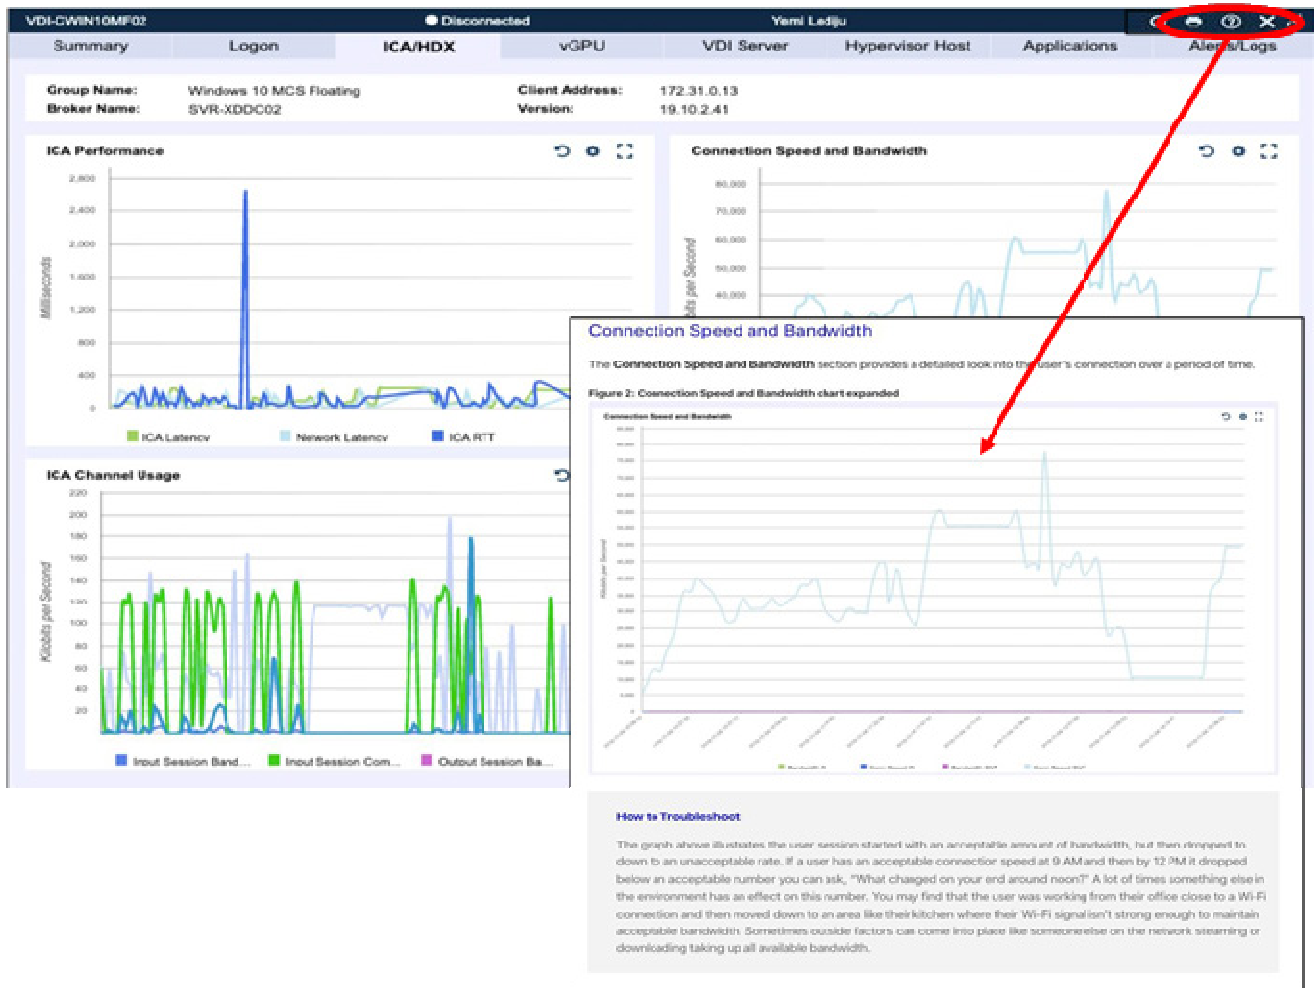 VDI-CWIN10MF02
Disconnected
Yemi Lediju
Summary
Logon
ICA/HDX
vGPU
VDI Server
Hypervisor Host
Applications
Alerts/Logs
Group Name: Windows 10 MCS Floating
Client Address: 172.31.0.13
Broker Name: SVR-XDDC02
Version: 19.10.2.41
ICA Performance
2,800
2,400
2,000
1,600
1,200
800
400
0
Milliseconds
ICA Latency
Network Latency
ICA RTT
Connection Speed and Bandwidth
80,000
70,000
60,000
50,000
40,000
per Second
ICA Channel Usage
220
200
180
160
140
120
100
80
60
40
20
Kilobits per Second
Input Session Band...
Input Session Com...
Output Session Ba...
Connection Speed and Bandwidth
The Connection Speed and Bandwidth section provides a detailed look into the user's connection over a period of time.
Figure 2: Connection Speed and Bandwidth chart expanded
Connection Speed and Bandwidth
Kilobits per Second
How to Troubleshoot
The graph above illustrates the user session started with an acceptable amount of bandwidth, but then dropped to
down to an unacceptable rate. If a user has an acceptable connection speed at 9 AM and then by 12 PM it dropped
below an acceptable number you can ask, "What changed on your end around noon?" A lot of times something else in
the environment has an effect on this number. You may find that the user was working from their office close to a Wi-Fi
connection and then moved down to an area like their kitchen where their Wi-Fi signal isn't strong enough to maintain
acceptable bandwidth. Sometimes outside factors can come into place like someone else on the network steaming or
downloading taking up all available bandwidth.